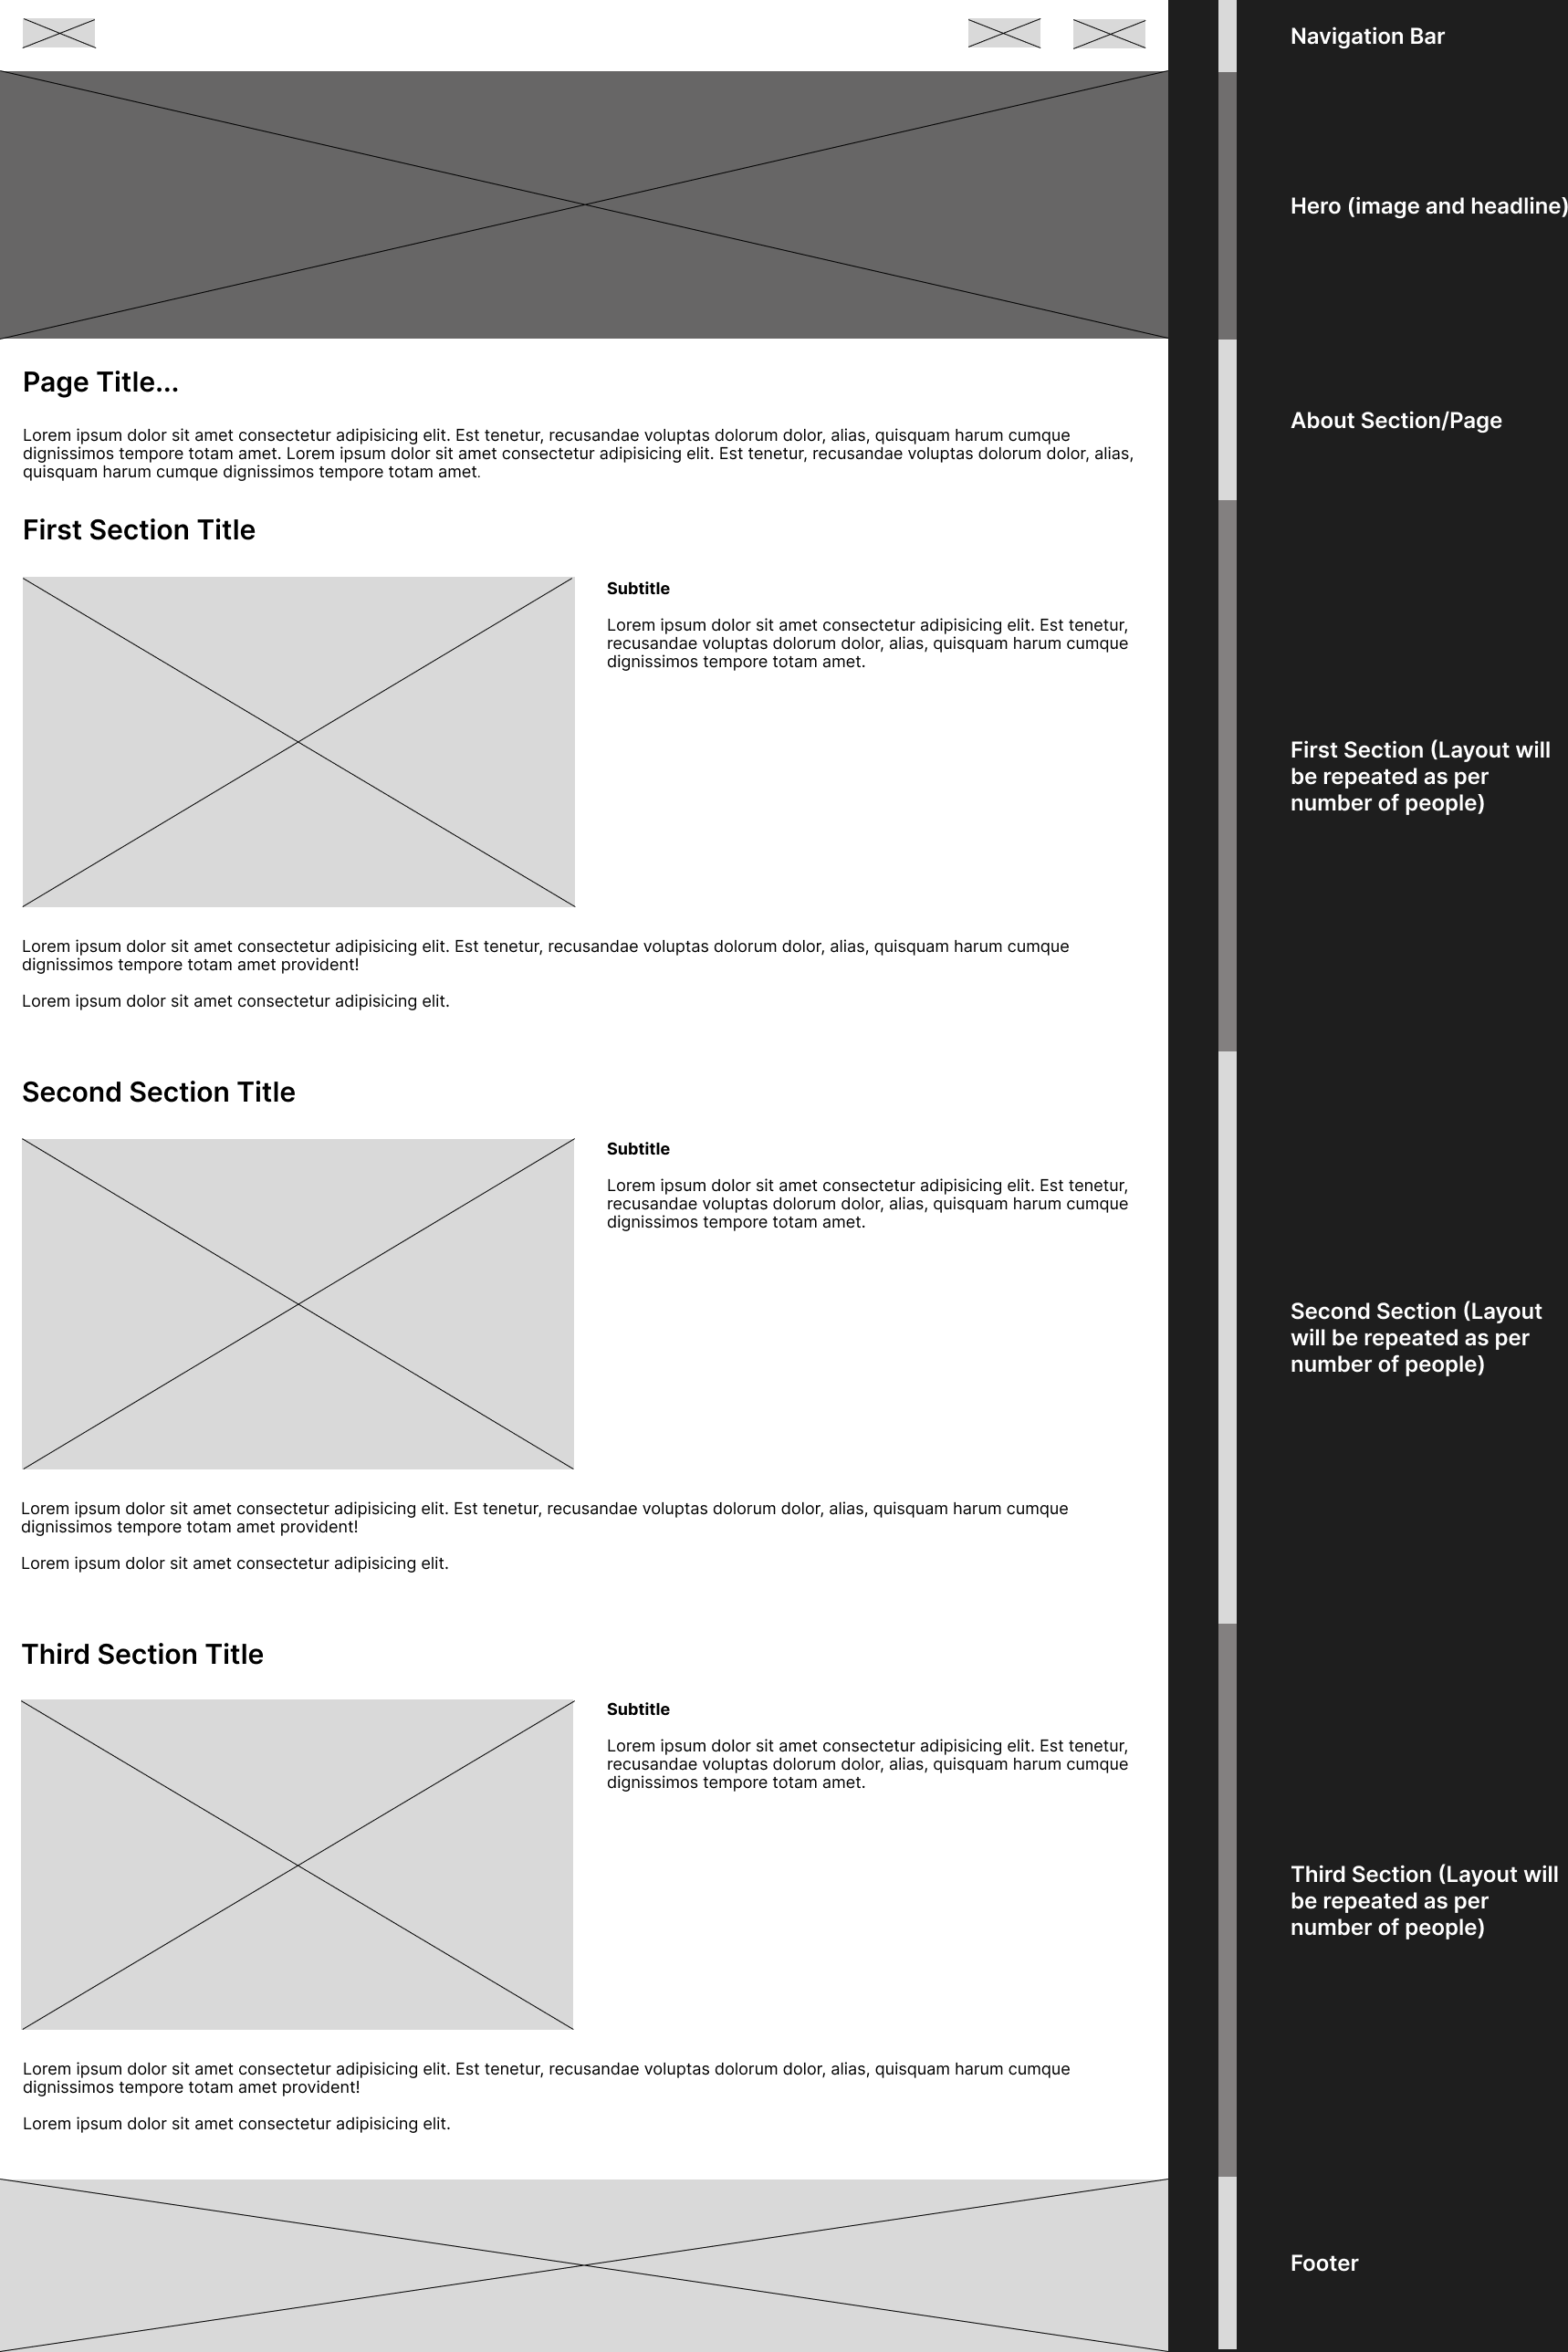 Navigation Bar
Hero (image and headline)
Page Title...
About Section/Page
Lorem ipsum dolor sit amet consectetur adipisicing elit. Est tenetur, recusandae voluptas dolorum dolor, alias, quisquam harum cumque
dignissimos tempore totam amet. Lorem ipsum dolor sit amet consectetur adipisicing elit. Est tenetur, recusandae voluptas dolorum dolor, alias,
quisquam harum cumque dignissimos tempore totam amet.
First Section Title
Subtitle
Lorem ipsum dolor sit amet consectetur adipisicing elit. Est tenetur,
recusandae voluptas dolorum dolor, alias, quisquam harum cumque
dignissimos tempore totam amet.
First Section (Layout will
be repeated as per
number of people)
Lorem ipsum dolor sit amet consectetur adipisicing elit. Est tenetur, recusandae voluptas dolorum dolor, alias, quisquam harum cumque
dignissimos tempore totam amet provident!
Lorem ipsum dolor sit amet consectetur adipisicing elit.
Second Section Title
Subtitle
Lorem ipsum dolor sit amet consectetur adipisicing elit. Est tenetur,
recusandae voluptas dolorum dolor, alias, quisquam harum cumque
dignissimos tempore totam amet.
Second Section (Layout
will be repeated as per
number of people)
Lorem ipsum dolor sit amet consectetur adipisicing elit. Est tenetur, recusandae voluptas dolorum dolor, alias, quisquam harum cumque
dignissimos tempore totam amet provident!
Lorem ipsum dolor sit amet consectetur adipisicing elit.
Third Section Title
Subtitle
Lorem ipsum dolor sit amet consectetur adipisicing elit. Est tenetur,
recusandae voluptas dolorum dolor, alias, quisquam harum cumque
dignissimos tempore totam amet.
Third Section (Layout will
be repeated as per
number of people)
Lorem ipsum dolor sit amet consectetur adipisicing elit. Est tenetur, recusandae voluptas dolorum dolor, alias, quisquam harum cumque
dignissimos tempore totam amet provident!
Lorem ipsum dolor sit amet consectetur adipisicing elit.
Footer